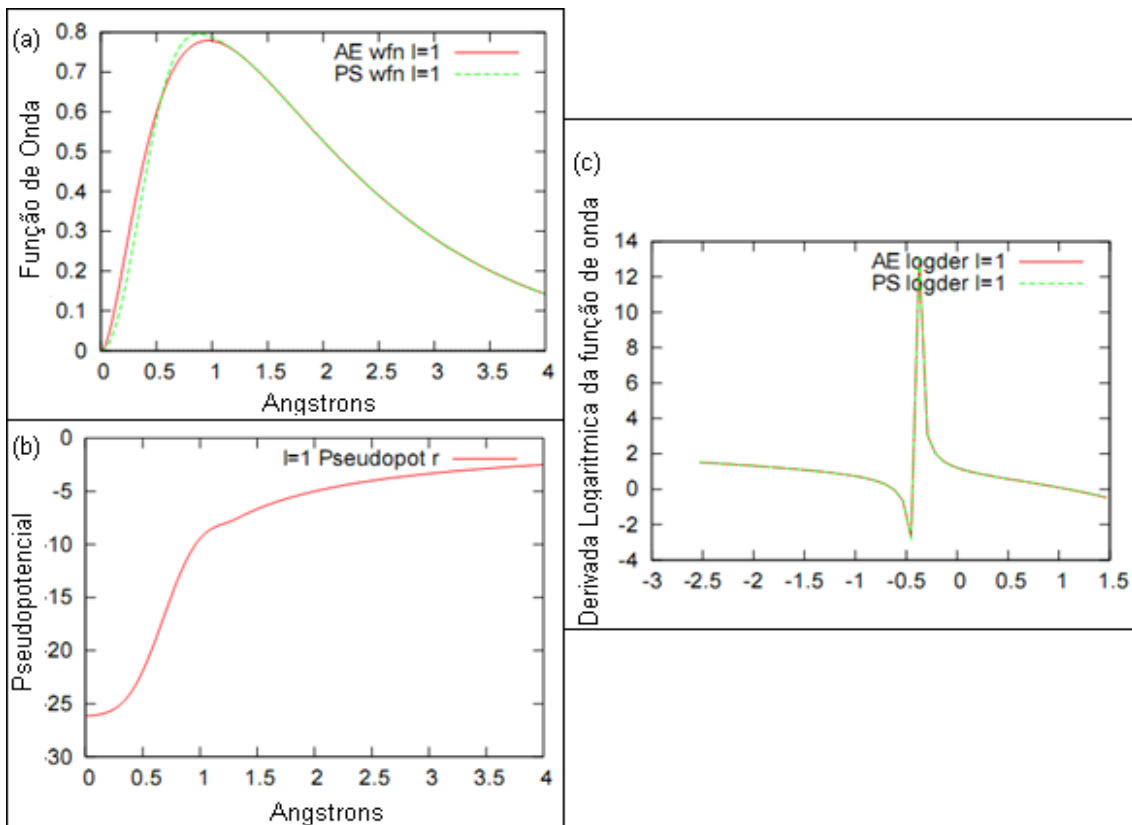 (a)
Função de Onda
0.8
0.7
0.6
0.5
0.4
0.3
0.2
0.1
0
AE wfn l=1
PS wfn l=1
0 0.5 1 1.5 2 2.5 3 3.5 4
Angstrons
(b)
Pseudopotencial
0
-5
-10
-15
-20
-25
-30
l=1 Pseudopot r
0 0.5 1 1.5 2 2.5 3 3.5 4
Angstrons
(c)
Derivada Logaritmica da função de onda
14
12
10
8
6
4
2
0
-2
-4
AE logder l=1
PS logder l=1
-3 -2.5 -2 -1.5 -1 -0.5 0 0.5 1 1.5